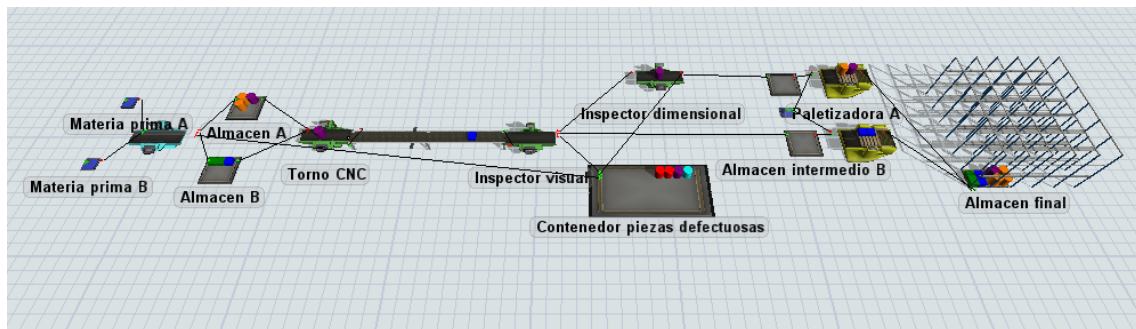 Materia prima A
Materia prima B
Almacen A
Almacen B
Torno CNC
Inspector visual
Inspector dimensional
Contenedor piezas defectuosas
Paletizadora A
Almacen intermedio B
Almacen final